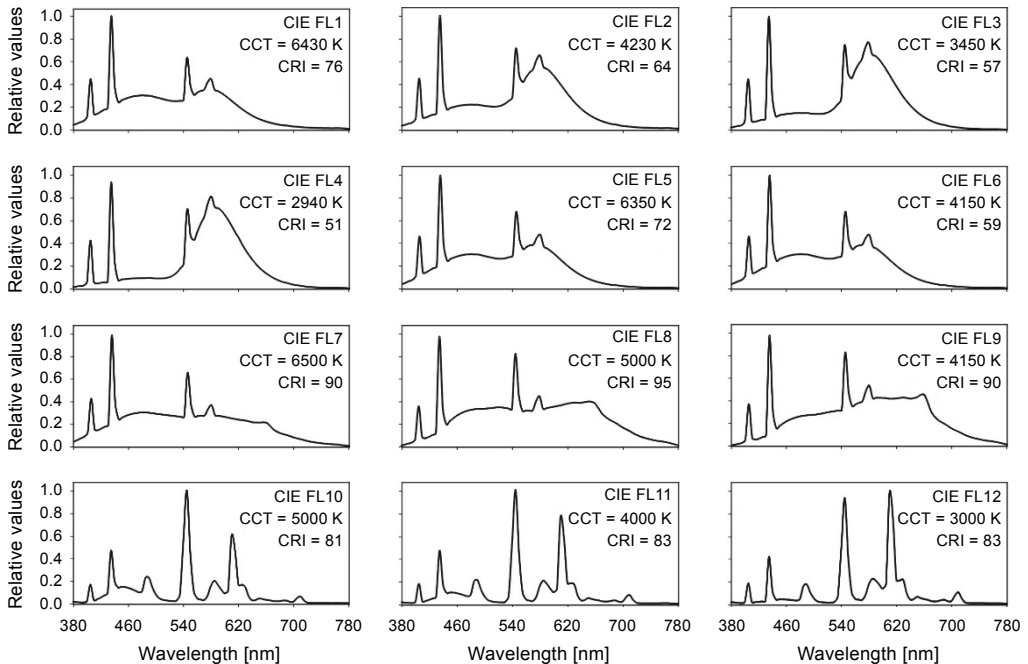 Relative values
1.0
0.8
0.6
0.4
0.2
0.0
CIE FL1
CCT = 6430 K
CRI = 76
CIE FL2
CCT = 4230 K
CRI = 64
CIE FL3
CCT = 3450 K
CRI = 57
Relative values
1.0
0.8
0.6
0.4
0.2
0.0
CIE FL4
CCT = 2940 K
CRI = 51
CIE FL5
CCT = 6350 K
CRI = 72
CIE FL6
CCT = 4150 K
CRI = 59
Relative values
1.0
0.8
0.6
0.4
0.2
0.0
CIE FL7
CCT = 6500 K
CRI = 90
CIE FL8
CCT = 5000 K
CRI = 95
CIE FL9
CCT = 4150 K
CRI = 90
Relative values
1.0
0.8
0.6
0.4
0.2
0.0
CIE FL10
CCT = 5000 K
CRI = 81
CIE FL11
CCT = 4000 K
CRI = 83
CIE FL12
CCT = 3000 K
CRI = 83
380 460 540 620 700 780
380 460 540 620 700 780
380 460 540 620 700 780
Wavelength [nm]
Wavelength [nm]
Wavelength [nm]